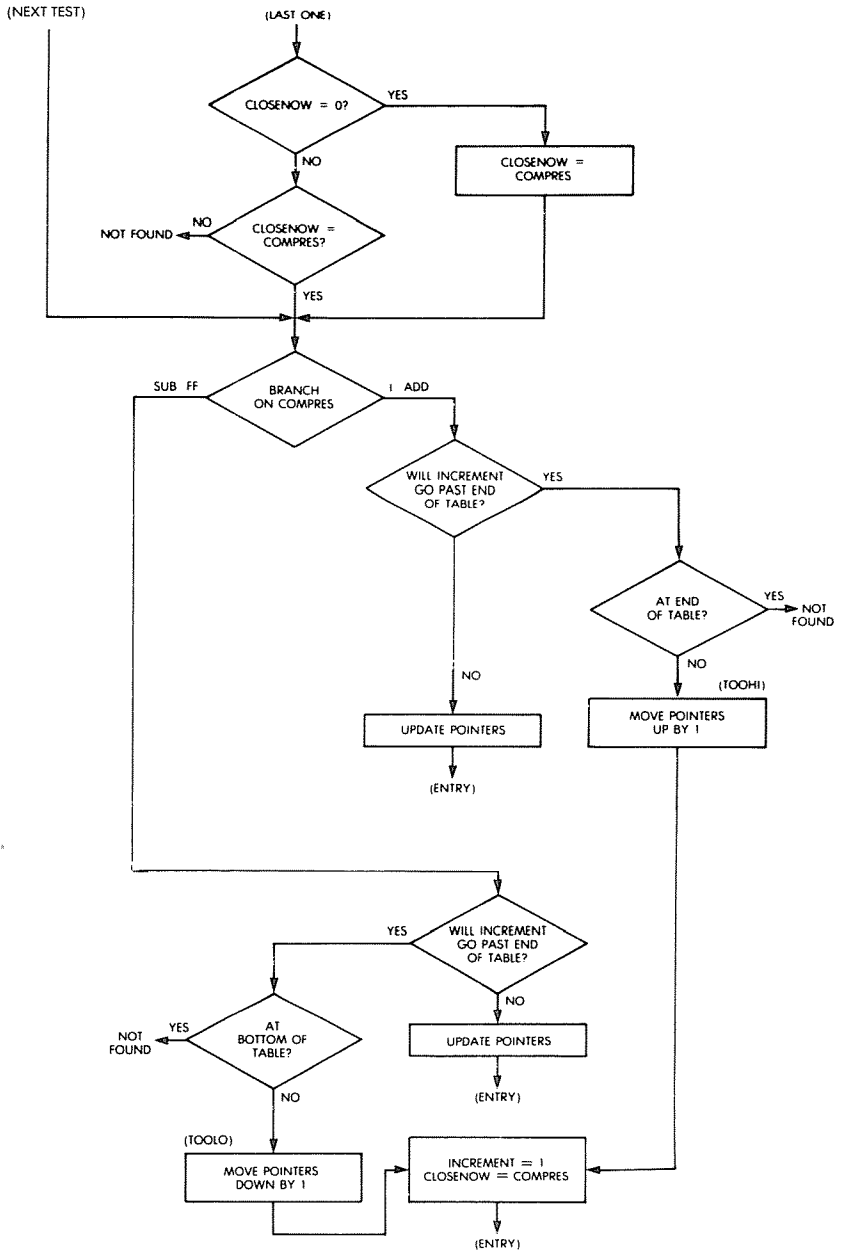 (NEXT TEST)
(LAST ONE)
CLOSENOW = 0?
YES
NO
CLOSENOW =
COMPRES
CLOSENOW =
COMPRES?
NO
NOT FOUND
YES
SUB FF
BRANCH
ON COMPRES
1 ADD
WILL INCREMENT
GO PAST END
OF TABLE?
YES
AT END
OF TABLE?
YES
NOT
FOUND
NO
NO
(TOOHI)
UPDATE POINTERS
MOVE POINTERS
UP BY 1
(ENTRY)
WILL INCREMENT
GO PAST END
OF TABLE?
YES
NO
AT
BOTTOM OF
TABLE?
YES
NOT
FOUND
UPDATE POINTERS
NO
(ENTRY)
(TOOLO)
MOVE POINTERS
DOWN BY 1
INCREMENT = 1
CLOSENOW = COMPRES
(ENTRY)